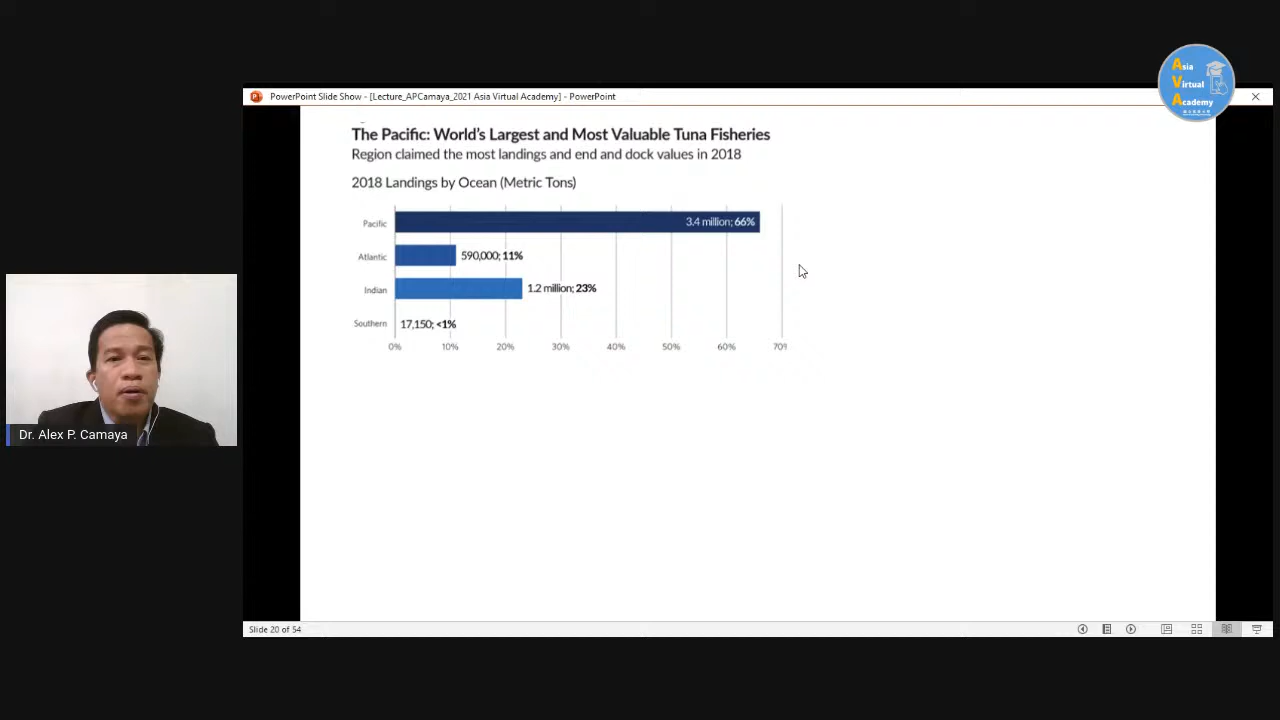 Asia
Virtual
Academy
PowerPoint Slide Show - [Lecture_APCamaya_2021 Asia Virtual Academy] - PowerPoint
The Pacific: World's Largest and Most Valuable Tuna Fisheries
Region claimed the most landings and end and dock values in 2018
2018 Landings by Ocean (Metric Tons)
Pacific 3.4 million; 66%
Atlantic 590,000; 11%
Indian 1.2 million; 23%
Southern 17,150; <1%
0% 10% 20% 30% 40% 50% 60% 70%
Dr. Alex P. Camaya
Slide 20 of 54